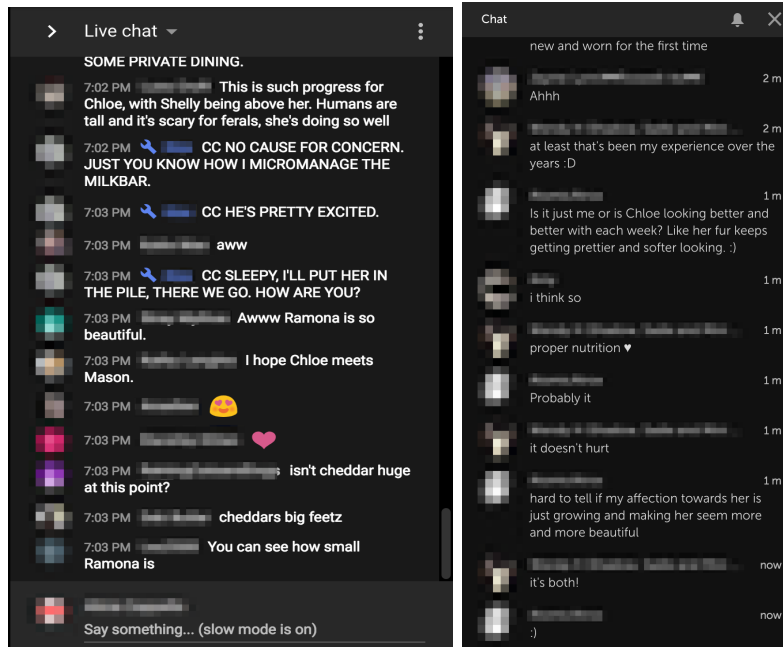 Live chat
SOME PRIVATE DINING.
7:02 PM This is such progress for
Chloe, with Shelly being above her. Humans are
tall and it's scary for ferals, she's doing so well
7:02 PM CC NO CAUSE FOR CONCERN.
JUST YOU KNOW HOW I MICROMANAGE THE
MILKBAR.
7:03 PM CC HE'S PRETTY EXCITED.
7:03 PM aww
7:03 PM CC SLEEPY, I'LL PUT HER IN
THE PILE, THERE WE GO. HOW ARE YOU?
7:03 PM Awww Ramona is so
beautiful.
7:03 PM I hope Chloe meets
Mason.
7:03 PM 😍
7:03 PM ❤
7:03 PM isn't cheddar huge
at this point?
7:03 PM cheddars big feetz
7:03 PM You can see how small
Ramona is
Say something... (slow mode is on)
Chat
new and worn for the first time
2 m
Ahhh
2 m
at least that's been my experience over the
years :D
1 m
Is it just me or is Chloe looking better and
better with each week? Like her fur keeps
getting prettier and softer looking. :)
1 m
i think so
1 m
proper nutrition ♥
1 m
Probably it
1 m
it doesn't hurt
1 m
hard to tell if my affection towards her is
just growing and making her seem more
and more beautiful
now
it's both!
now
:)